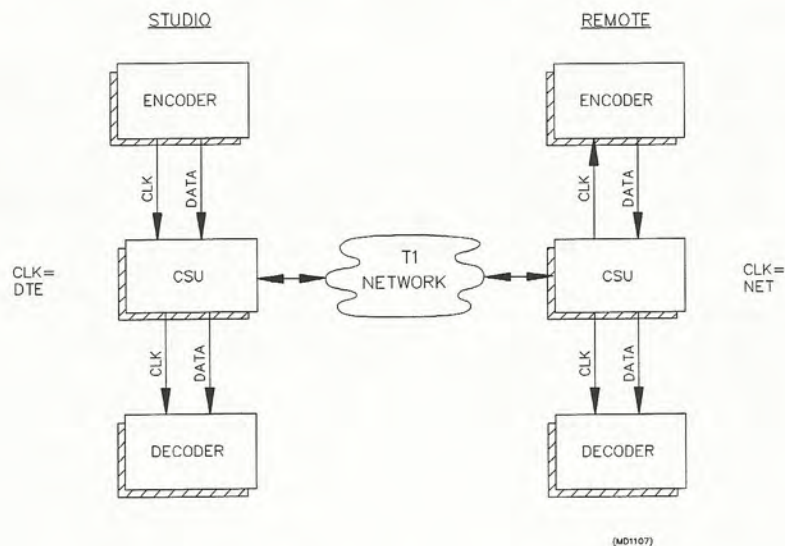 STUDIO
REMOTE
ENCODER
ENCODER
CLK
DATA
CLK
DATA
CLK=
DTE
CSU
T1
NETWORK
CSU
CLK=
NET
CLK
DATA
CLK
DATA
DECODER
DECODER
(MD1107)